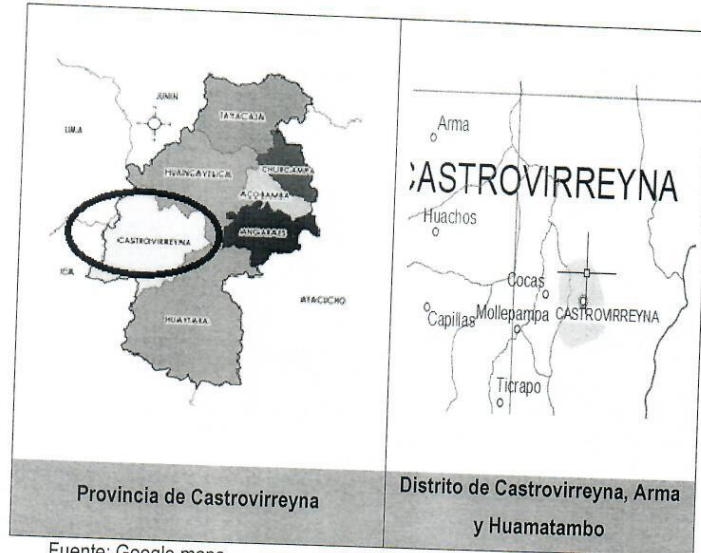 JUNIN
TAYACAJA
LIMA
HUANCAVELICA
CHURCAMPA
ACOBAMBA
ANGARAES
CASTROVIRREYNA
ICA
AYACUCHO
HUAYTARA
Arma
CASTROVIRREYNA
Huachos
Cocas
Capillas
Mollepampa
CASTROVIRREYNA
Ticrapo
Provincia de Castrovirreyna
Distrito de Castrovirreyna, Arma
y Huamatambo
Fuente: Google maps